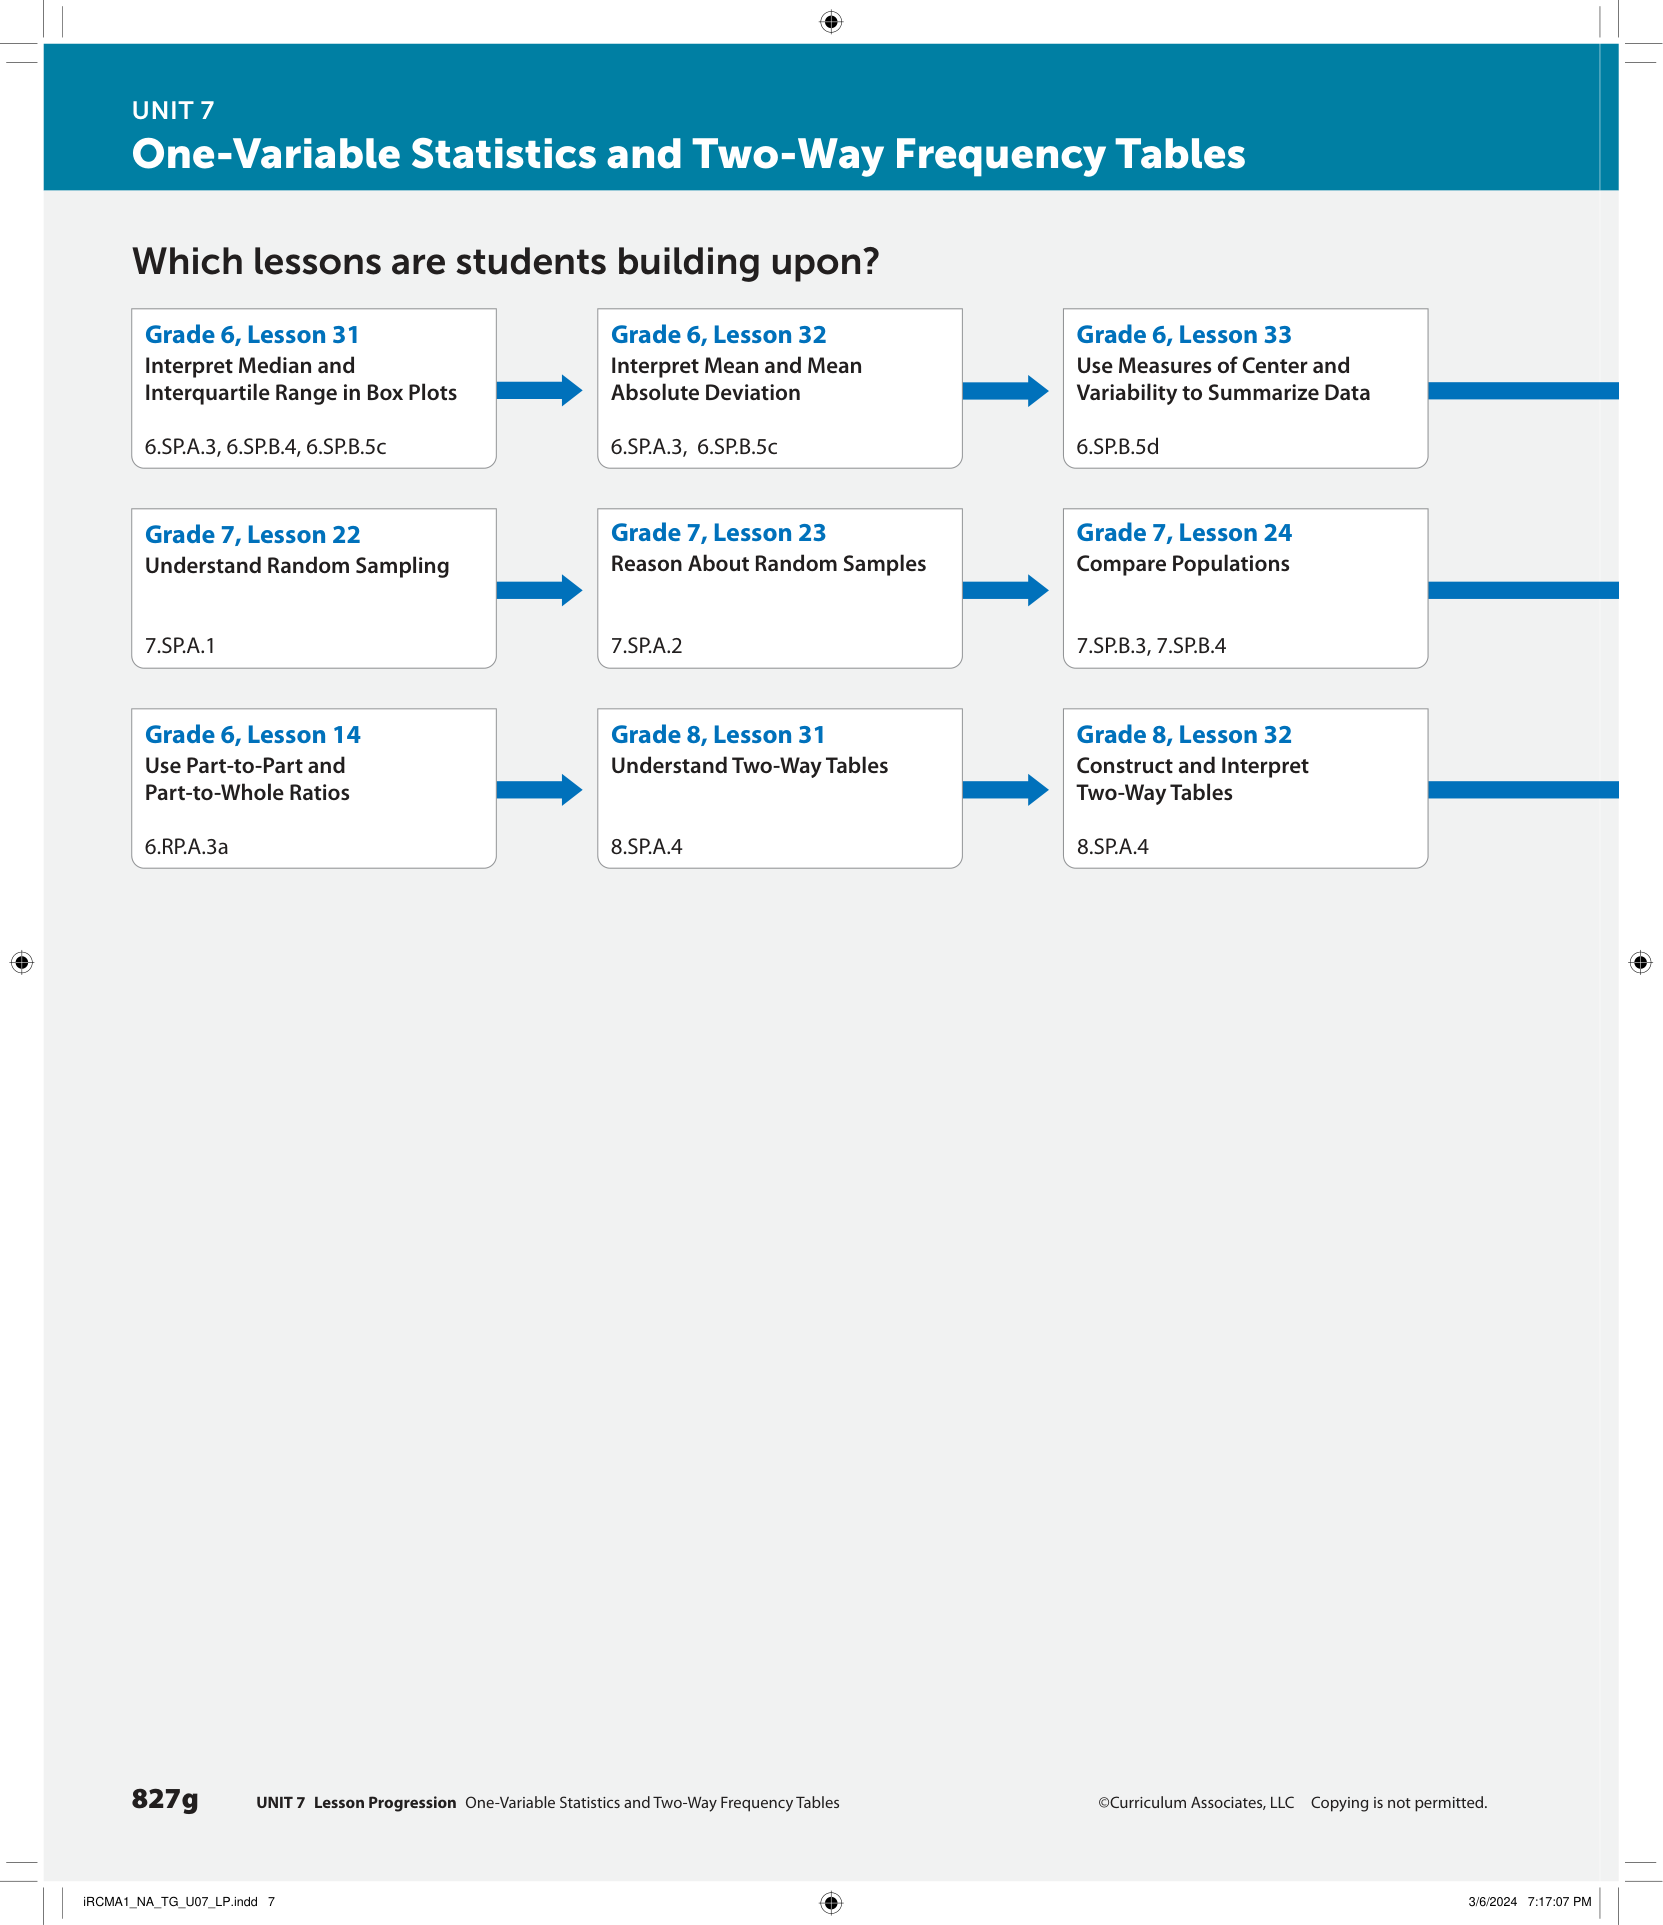 UNIT 7
One-Variable Statistics and Two-Way Frequency Tables
Which lessons are students building upon?
Grade 6, Lesson 31
Interpret Median and
Interquartile Range in Box Plots
6.SP.A.3, 6.SP.B.4, 6.SP.B.5c
Grade 6, Lesson 32
Interpret Mean and Mean
Absolute Deviation
6.SP.A.3, 6.SP.B.5c
Grade 6, Lesson 33
Use Measures of Center and
Variability to Summarize Data
6.SP.B.5d
Grade 7, Lesson 22
Understand Random Sampling
7.SP.A.1
Grade 7, Lesson 23
Reason About Random Samples
7.SP.A.2
Grade 7, Lesson 24
Compare Populations
7.SP.B.3, 7.SP.B.4
Grade 6, Lesson 14
Use Part-to-Part and
Part-to-Whole Ratios
6.RP.A.3a
Grade 8, Lesson 31
Understand Two-Way Tables
8.SP.A.4
Grade 8, Lesson 32
Construct and Interpret
Two-Way Tables
8.SP.A.4
827g UNIT 7 Lesson Progression One-Variable Statistics and Two-Way Frequency Tables ©Curriculum Associates, LLC Copying is not permitted.
iRCMA1_NA_TG_U07_LP.indd 7 3/6/2024 7:17:07 PM